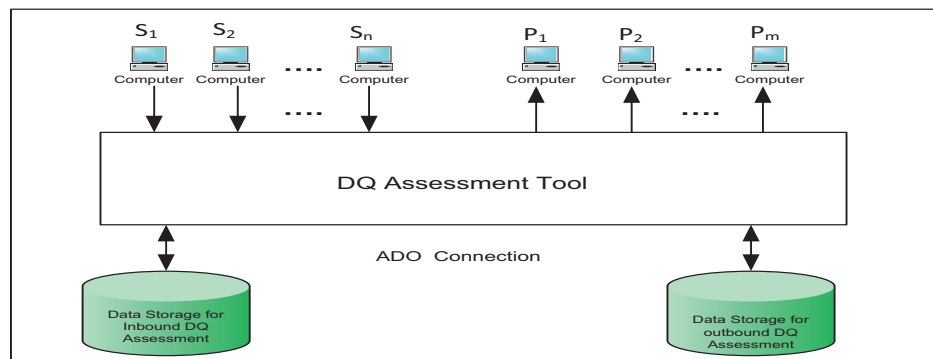 S1 S2 Sn P1 P2 Pm
Computer Computer .... Computer Computer Computer .... Computer
.... ....
DQ Assessment Tool
ADO Connection
Data Storage for
Inbound DQ
Assessment
Data Storage for
outbound DQ
Assessment